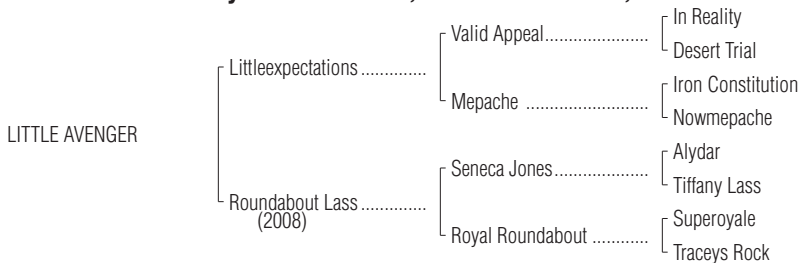 In Reality
Valid Appeal.....................
Desert Trial
Littleexpectations ..............
Iron Constitution
Mepache .........................
Nowmepache
LITTLE AVENGER
Alydar
Seneca Jones...................
Tiffany Lass
Roundabout Lass ..............
(2008)
Superoyale
Royal Roundabout ............
Traceys Rock